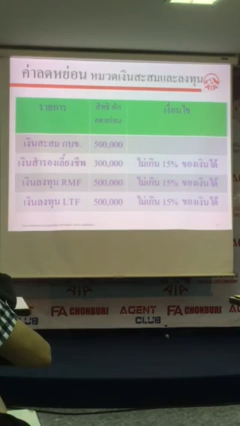 ค่าลดหย่อน หมวดเงินสะสมและลงทุน
รายการ สิทธิ หัก เงื่อนไข
เงินสะสม กบข. 500,000
เงินสำรองเลี้ยงชีพ 300,000 ไม่เกิน 15% ของเงินได้
เงินลงทุน RMF 500,000 ไม่เกิน 15% ของเงินได้
เงินลงทุน LTF 500,000 ไม่เกิน 15% ของเงินได้
FA CHONBURI AGENT CLUB FA CHONBURI
CLUB